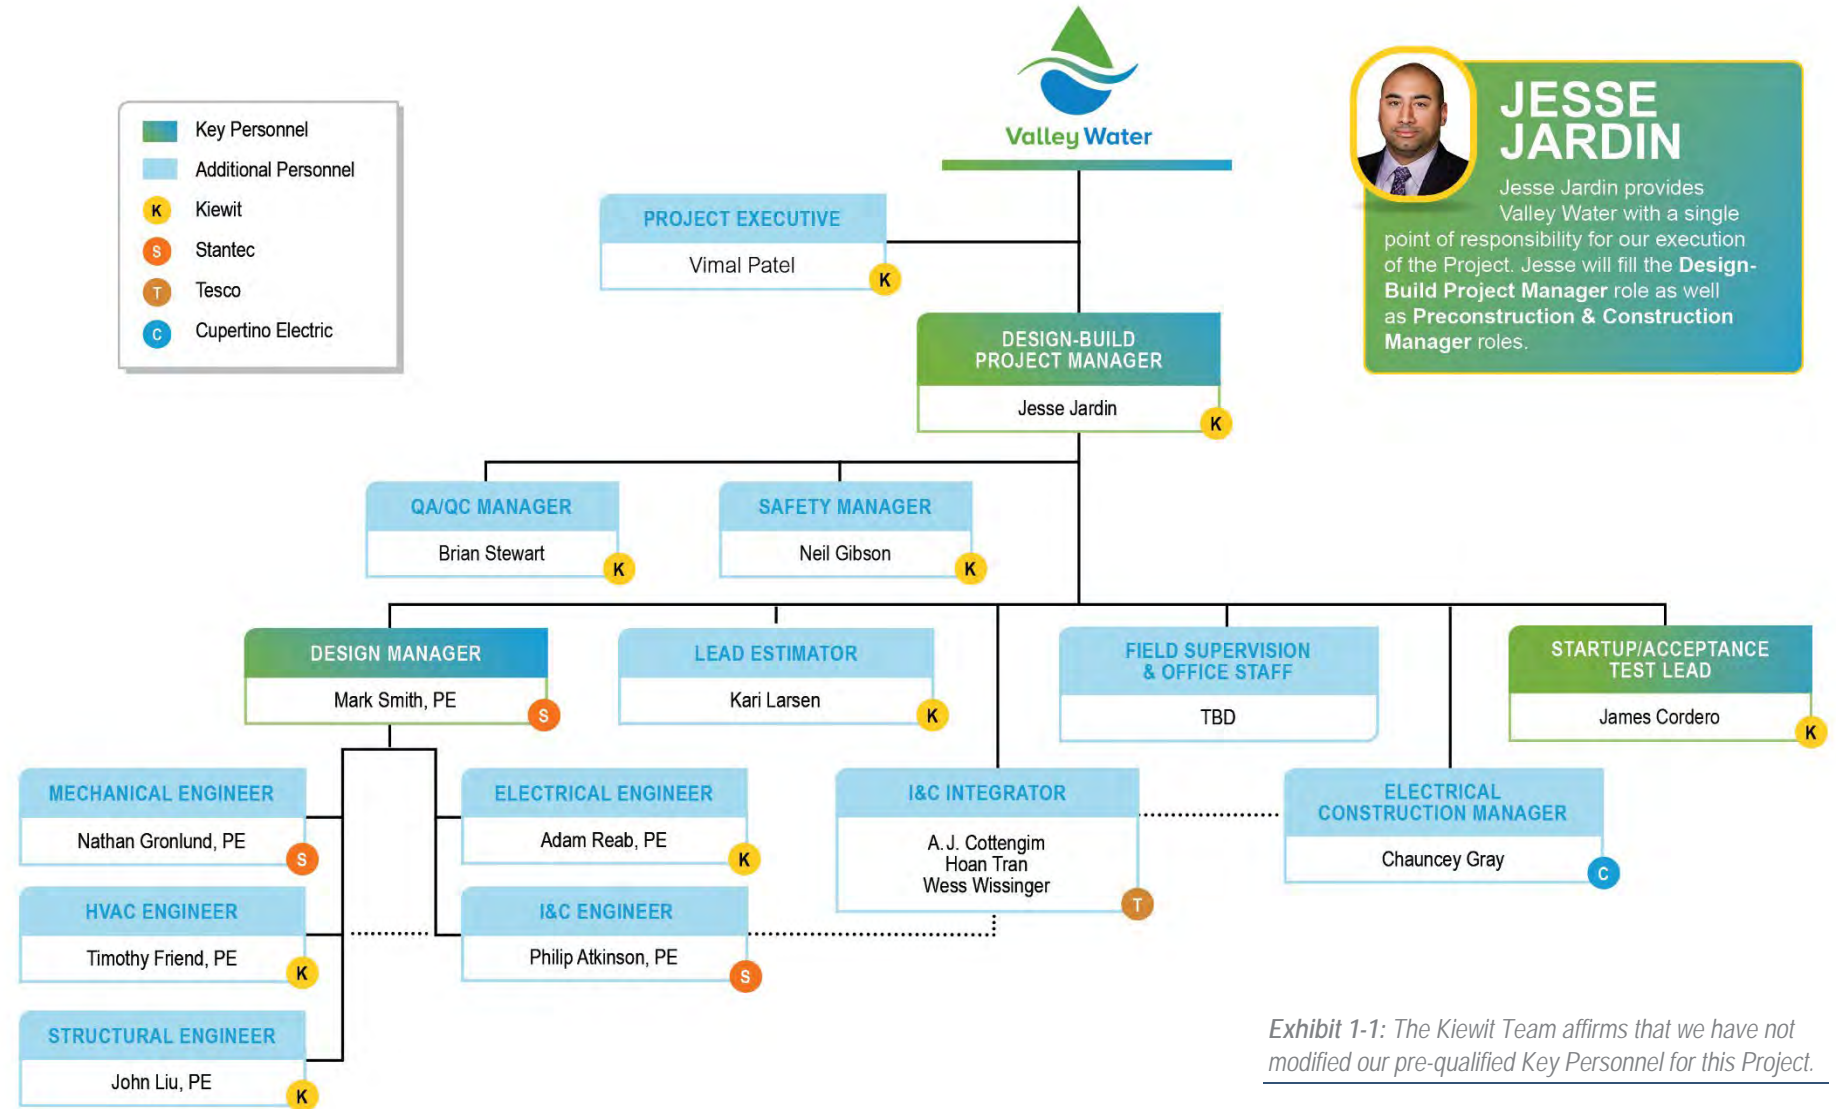 Valley Water
K Key Personnel
Additional Personnel
K Kiewit
S Stantec
T Tesco
C Cupertino Electric
JESSE
JARDIN
Jesse Jardin provides
Valley Water with a single
point of responsibility for our execution
of the Project. Jesse will fill the Design-
Build Project Manager role as well
as Preconstruction & Construction
Manager roles.
PROJECT EXECUTIVE
Vimal Patel
K
DESIGN-BUILD
PROJECT MANAGER
Jesse Jardin
K
QA/QC MANAGER
Brian Stewart
K
SAFETY MANAGER
Neil Gibson
K
DESIGN MANAGER
Mark Smith, PE
S
LEAD ESTIMATOR
Kari Larsen
K
FIELD SUPERVISION
& OFFICE STAFF
TBD
STARTUP/ACCEPTANCE
TEST LEAD
James Cordero
K
MECHANICAL ENGINEER
Nathan Gronlund, PE
S
ELECTRICAL ENGINEER
Adam Reab, PE
K
I&C INTEGRATOR
A.J. Cottengim
Hoan Tran
Wess Wissinger
T
ELECTRICAL
CONSTRUCTION MANAGER
Chauncey Gray
C
HVAC ENGINEER
Timothy Friend, PE
K
I&C ENGINEER
Philip Atkinson, PE
S
STRUCTURAL ENGINEER
John Liu, PE
K
Exhibit 1-1: The Kiewit Team affirms that we have not
modified our pre-qualified Key Personnel for this Project.